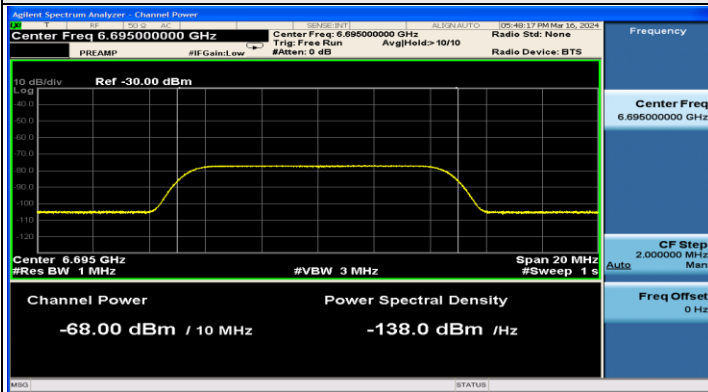 Agilent Spectrum Analyzer - Channel Power
T RF 50 Ω AC SENSE:INT ALIGN AUTO 05:48:17 PM Mar 16, 2024
Center Freq 6.695000000 GHz
Center Freq: 6.695000000 GHz Radio Std: None
Trig: Free Run Avg|Hold:>10/10
PREAMP #IFGain:Low #Atten: 0 dB Radio Device: BTS
10 dB/div Ref -30.00 dBm
Log
-40.0
-50.0
-60.0
-70.0
-80.0
-90.0
-100
-110
-120
Center 6.695 GHz Span 20 MHz
#Res BW 1 MHz #VBW 3 MHz #Sweep 1 s
Channel Power Power Spectral Density
-68.00 dBm / 10 MHz -138.0 dBm /Hz
MSG STATUS
Frequency
Center Freq
6.695000000 GHz
CF Step
2.000000 MHz
Auto Man
Freq Offset
0 Hz